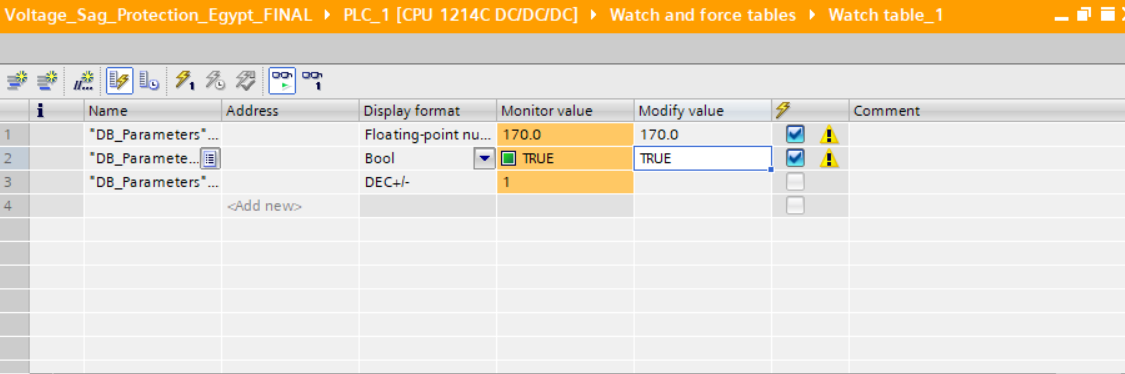 Voltage_Sag_Protection_Egypt_FINAL ▸ PLC_1 [CPU 1214C DC/DC/DC] ▸ Watch and force tables ▸ Watch table_1
i Name Address Display format Monitor value Modify value Comment
1 "DB_Parameters"... Floating-point nu... 170.0 170.0
2 "DB_Paramete... Bool TRUE TRUE
3 "DB_Parameters"... DEC+/- 1
4 <Add new>